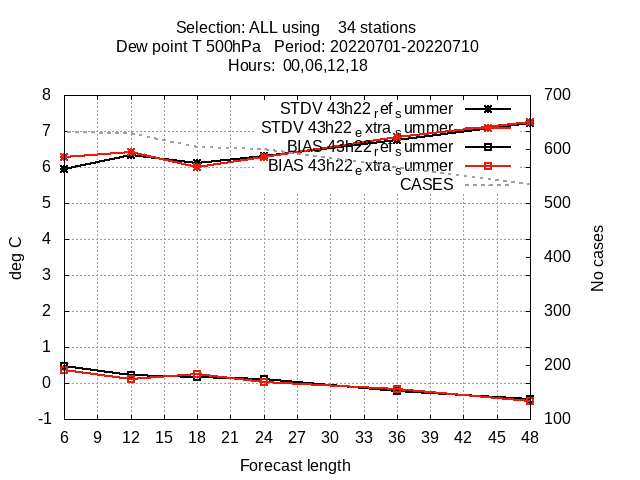 Selection: ALL using    34 stations
Dew point T 500hPa   Period: 20220701-20220710
Hours:  00,06,12,18
STDV 43h22_ref_summer
STDV 43h22_extra_summer
BIAS 43h22_ref_summer
BIAS 43h22_extra_summer
CASES
8
7
6
5
4
3
2
1
0
-1
deg C
700
600
500
400
300
200
100
No cases
6 9 12 15 18 21 24 27 30 33 36 39 42 45 48
Forecast length